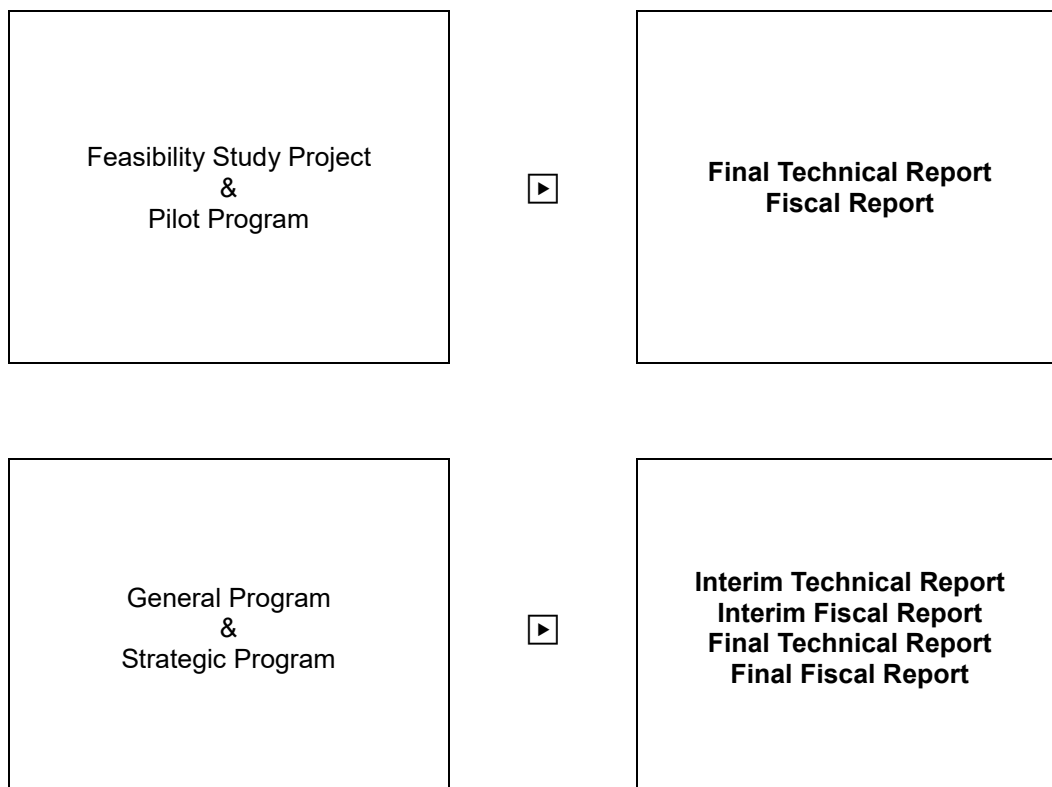 Feasibility Study Project
&
Pilot Program
Final Technical Report
Fiscal Report
General Program
&
Strategic Program
Interim Technical Report
Interim Fiscal Report
Final Technical Report
Final Fiscal Report